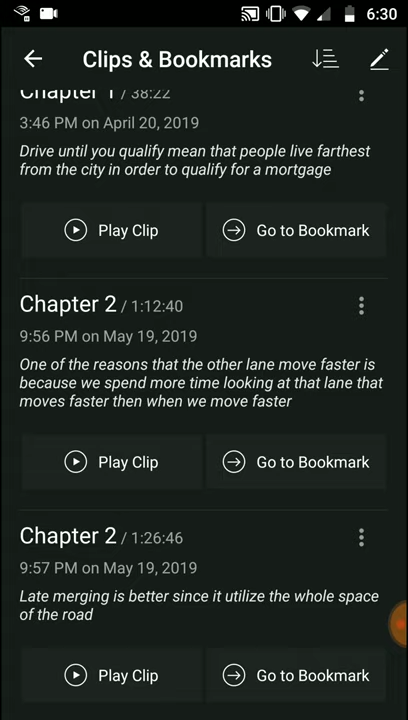 6:30
Clips & Bookmarks
Chapter 1 / 38:22
3:46 PM on April 20, 2019
Drive until you qualify mean that people live farthest
from the city in order to qualify for a mortgage
Play Clip
Go to Bookmark
Chapter 2 / 1:12:40
9:56 PM on May 19, 2019
One of the reasons that the other lane move faster is
because we spend more time looking at that lane that
moves faster then when we move faster
Play Clip
Go to Bookmark
Chapter 2 / 1:26:46
9:57 PM on May 19, 2019
Late merging is better since it utilize the whole space
of the road
Play Clip
Go to Bookmark